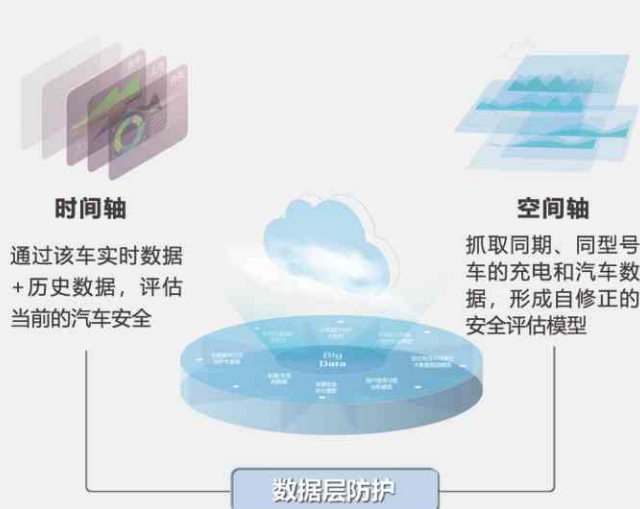 时间轴
通过该车实时数据
+历史数据，评估
当前的汽车安全
空间轴
抓取同期、同型号
车的充电和汽车数
据，形成自修正的
安全评估模型
Big
Data
数据层防护